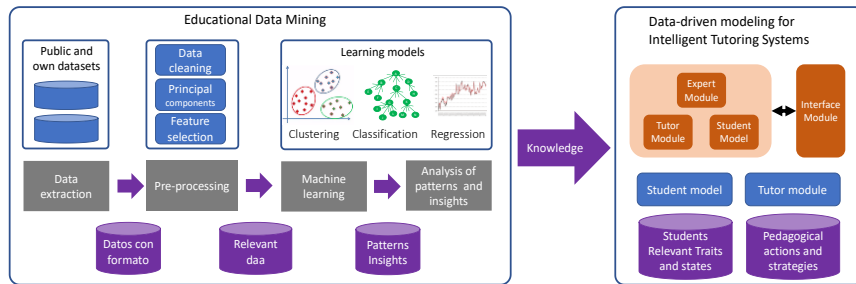 Educational Data Mining
Public and
own datasets
Data
cleaning
Principal
components
Feature
selection
Learning models
Clustering
Classification
Regression
Data
extraction
Pre-processing
Machine
learning
Analysis of
patterns and
insights
Datos con
formato
Relevant
daa
Patterns
Insights
Knowledge
Data-driven modeling for
Intelligent Tutoring Systems
Expert
Module
Tutor
Module
Student
Model
Interface
Module
Student model
Tutor module
Students
Relevant Traits
and states
Pedagogical
actions and
strategies